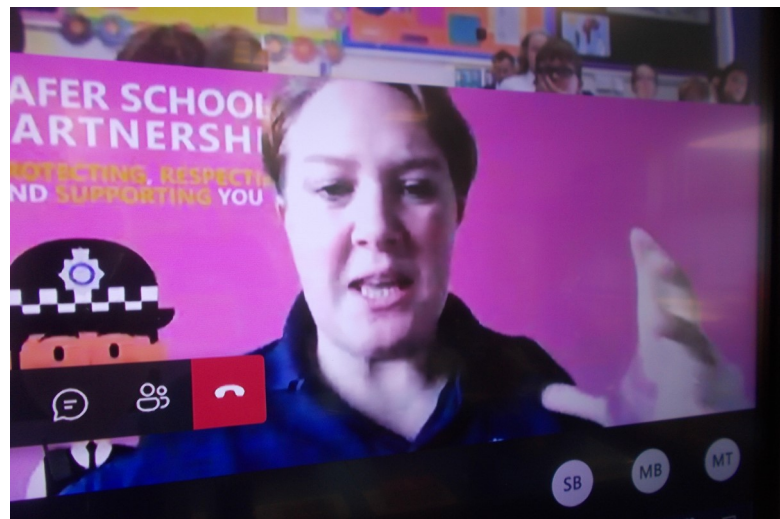 AFER SCHOOL
ARTNERSHI
ROTECTING, RESPECTI
ND SUPPORTING YOU
SB
MB
MT